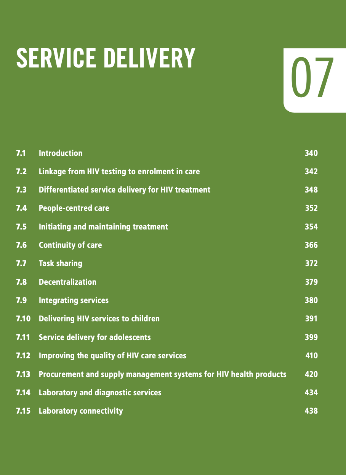 SERVICE DELIVERY
07
7.1 Introduction 340
7.2 Linkage from HIV testing to enrolment in care 342
7.3 Differentiated service delivery for HIV treatment 348
7.4 People-centred care 352
7.5 Initiating and maintaining treatment 354
7.6 Continuity of care 366
7.7 Task sharing 372
7.8 Decentralization 379
7.9 Integrating services 380
7.10 Delivering HIV services to children 391
7.11 Service delivery for adolescents 399
7.12 Improving the quality of HIV care services 410
7.13 Procurement and supply management systems for HIV health products 420
7.14 Laboratory and diagnostic services 434
7.15 Laboratory connectivity 438